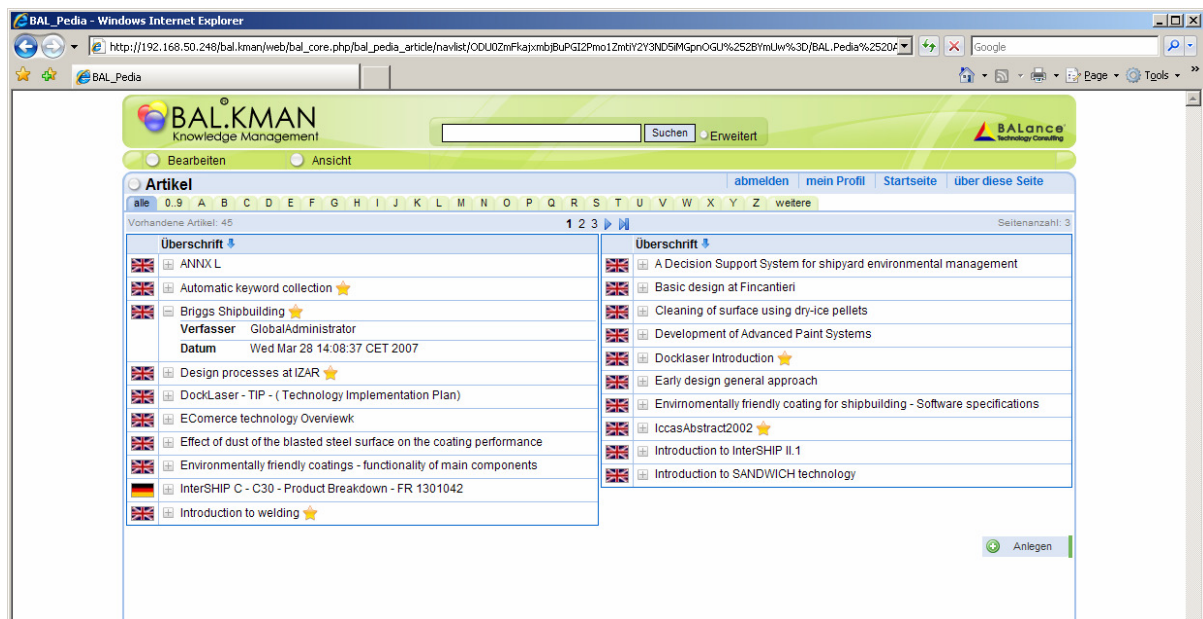 BAL_Pedia - Windows Internet Explorer
http://192.168.50.248/bal.kman/web/bal_core.php/bal_pedia_article/navlist/
Google
BAL_Pedia
Page Tools
BAL.KMAN
Knowledge Management
Suchen Erweitert
BALance
Technology Consulting
Bearbeiten Ansicht
Artikel
abmelden mein Profil Startseite über diese Seite
alle 0..9 A B C D E F G H I J K L M N O P Q R S T U V W X Y Z weitere
Vorhandene Artikel: 45 1 2 3 Seitenanzahl: 3
Überschrift
ANNX L
Automatic keyword collection
Briggs Shipbuilding
Verfasser GlobalAdministrator
Datum Wed Mar 28 14:08:37 CET 2007
Design processes at IZAR
DockLaser - TIP - ( Technology Implementation Plan)
EComerce technology Overviewk
Effect of dust of the blasted steel surface on the coating performance
Environmentally friendly coatings - functionality of main components
InterSHIP C - C30 - Product Breakdown - FR 1301042
Introduction to welding
Überschrift
A Decision Support System for shipyard environmental management
Basic design at Fincantieri
Cleaning of surface using dry-ice pellets
Development of Advanced Paint Systems
Docklaser Introduction
Early design general approach
Envirnomentally friendly coating for shipbuilding - Software specifications
IccasAbstract2002
Introduction to InterSHIP II.1
Introduction to SANDWICH technology
Anlegen